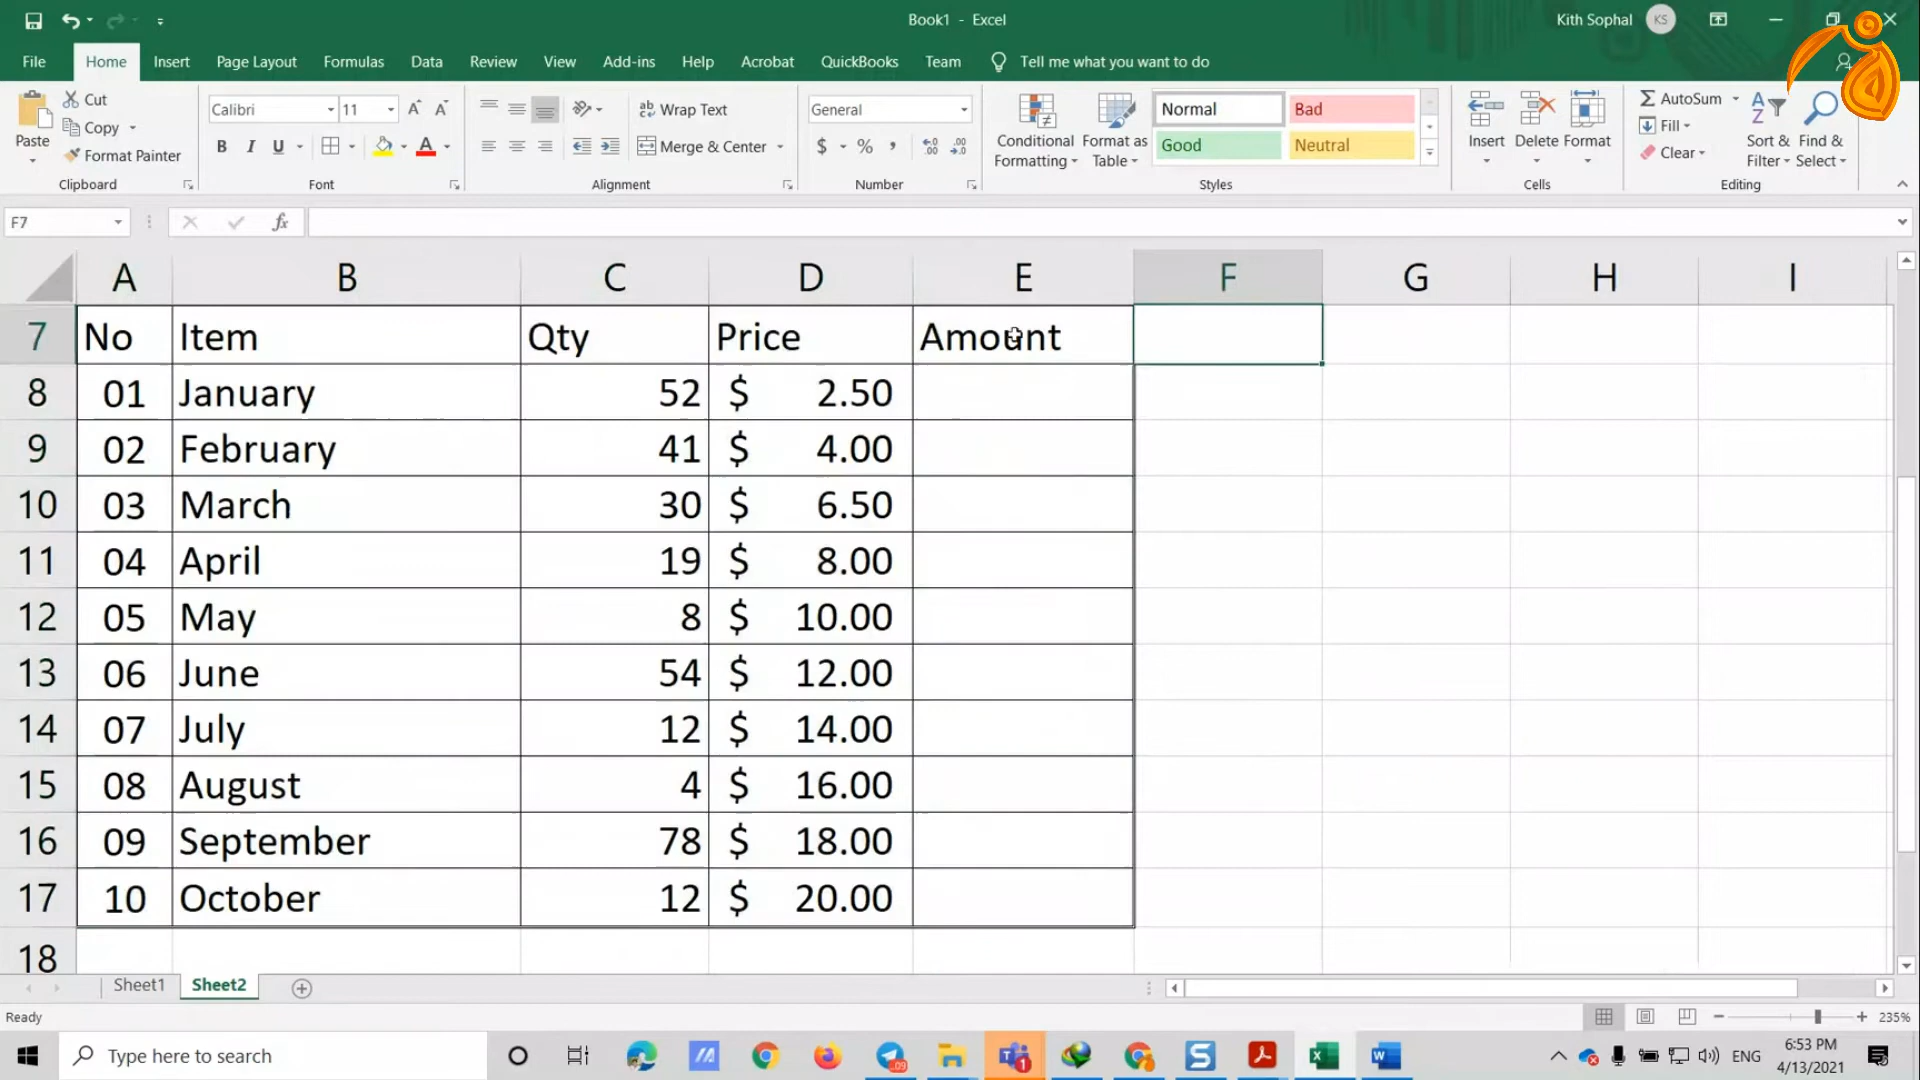 Book1 - Excel
Kith Sophal KS
File Home Insert Page Layout Formulas Data Review View Add-ins Help Acrobat QuickBooks Team Tell me what you want to do
Paste
Cut
Copy
Format Painter
Clipboard
Calibri 11
B I U
Font
ab Wrap Text
Merge & Center
Alignment
General
$ % ,
Number
Conditional Formatting
Format as Table
Normal Bad
Good Neutral
Styles
Insert Delete Format
Cells
AutoSum
Fill
Clear
Sort & Filter
Find & Select
Editing
F7 fx
A B C D E F G H I
7 No Item Qty Price Amount
8 01 January 52 $ 2.50
9 02 February 41 $ 4.00
10 03 March 30 $ 6.50
11 04 April 19 $ 8.00
12 05 May 8 $ 10.00
13 06 June 54 $ 12.00
14 07 July 12 $ 14.00
15 08 August 4 $ 16.00
16 09 September 78 $ 18.00
17 10 October 12 $ 20.00
18
Sheet1 Sheet2
Ready
235%
Type here to search
ENG
6:53 PM
4/13/2021